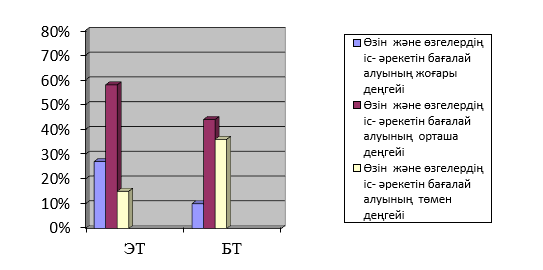 80%
70%
60%
50%
40%
30%
20%
10%
0%
ЭТ
БТ
Өзін және өзгелердің
іс- әрекетін бағалай
алуының жоғары
деңгейі
Өзін және өзгелердің
іс- әрекетін бағалай
алуының орташа
деңгейі
Өзін және өзгелердің
іс- әрекетін бағалай
алуының төмен
деңгейі